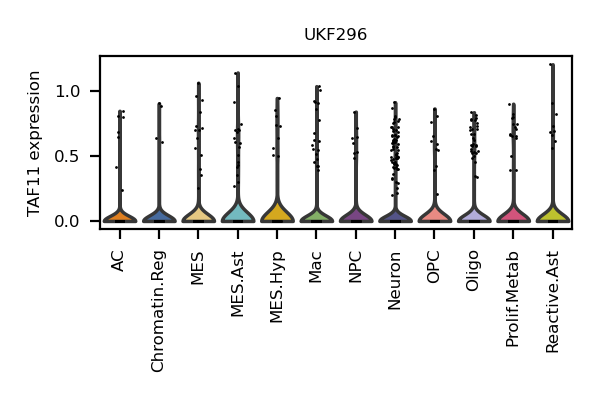 UKF296
TAF11 expression
1.0
0.5
0.0
AC
Chromatin.Reg
MES
MES.Ast
MES.Hyp
Mac
NPC
Neuron
OPC
Oligo
Prolif.Metab
Reactive.Ast